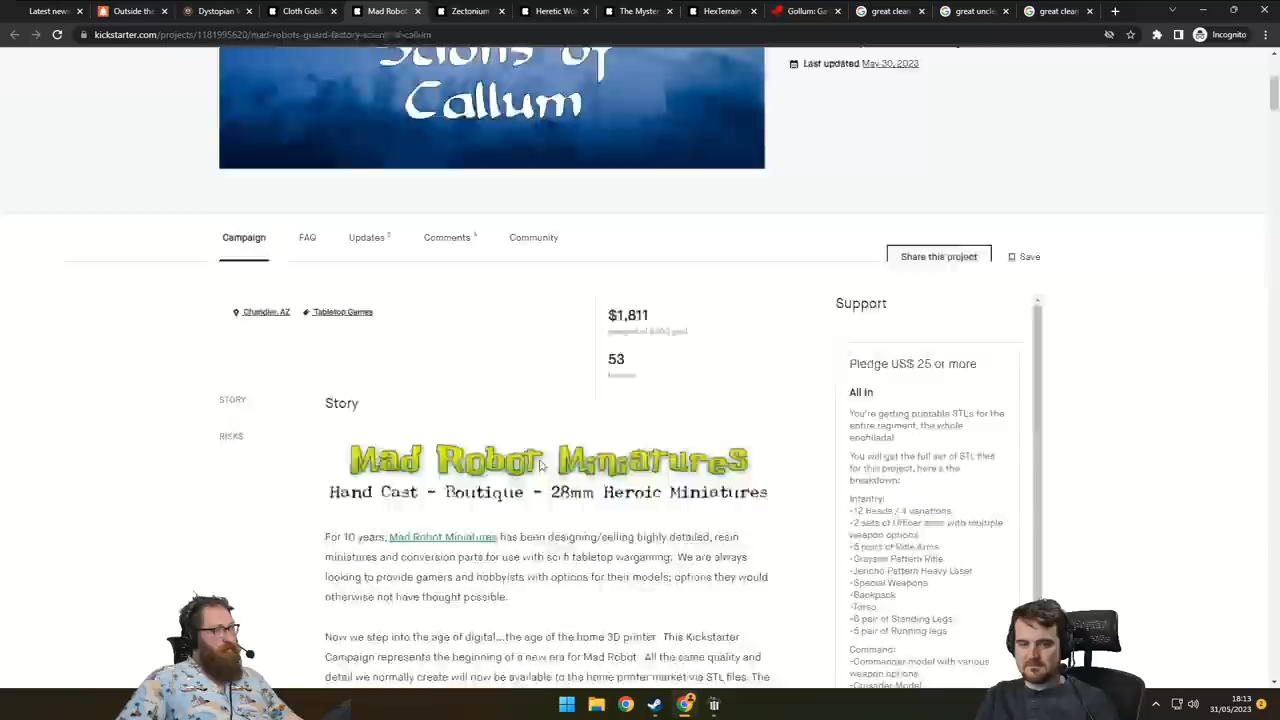 Latest news
Outside the
Dystopian W
Cloth Gobl
Mad Robot
Zectonium
Heretic Wo
The Myster
HexTerrain
Gollum: Ga
great clean
great uncle
great clean
kickstarter.com/projects/1181995620/mad-robots-guard-factory-scions-of-callum
Incognito
Scions of
Callum
Last updated May 30, 2023
Campaign
FAQ
Updates
Comments
Community
Share this project
Save
Chandler, AZ
Tabletop Games
$1,811
53
Support
Pledge US$ 25 or more
All in
You're getting printable STLs for the
entire regiment, the whole
enchilada!
You will get the full set of STL files
for this project, here's the
breakdown:
Infantry:
-12 Heads / 4 variations
-2 sets of Officer arms with multiple
weapon options
-5 pairs of Rifle Arms
-Grayson Pattern Rifle
-Jericho Pattern Heavy Laser
-Special Weapons
-Backpack
-Torso
-6 pair of Standing Legs
-5 pair of Running legs
Command:
-Commander model with various
weapon options
-Crusader Model
STORY
RISKS
Story
Mad Robot Miniatures
Hand Cast - Boutique - 28mm Heroic Miniatures
For 10 years, Mad Robot Miniatures has been designing/selling highly detailed, resin
miniatures and conversion parts for use with sci-fi tabletop wargaming. We are always
looking to provide gamers and hobbyists with options for their models; options they would
otherwise not have thought possible.
Now we step into the age of digital....the age of the home 3D printer. This Kickstarter
Campaign represents the beginning of a new era for Mad Robot. All the same quality and
detail we normally create will now be available to the home printer market via STL files. The
18:13
31/05/2023
2